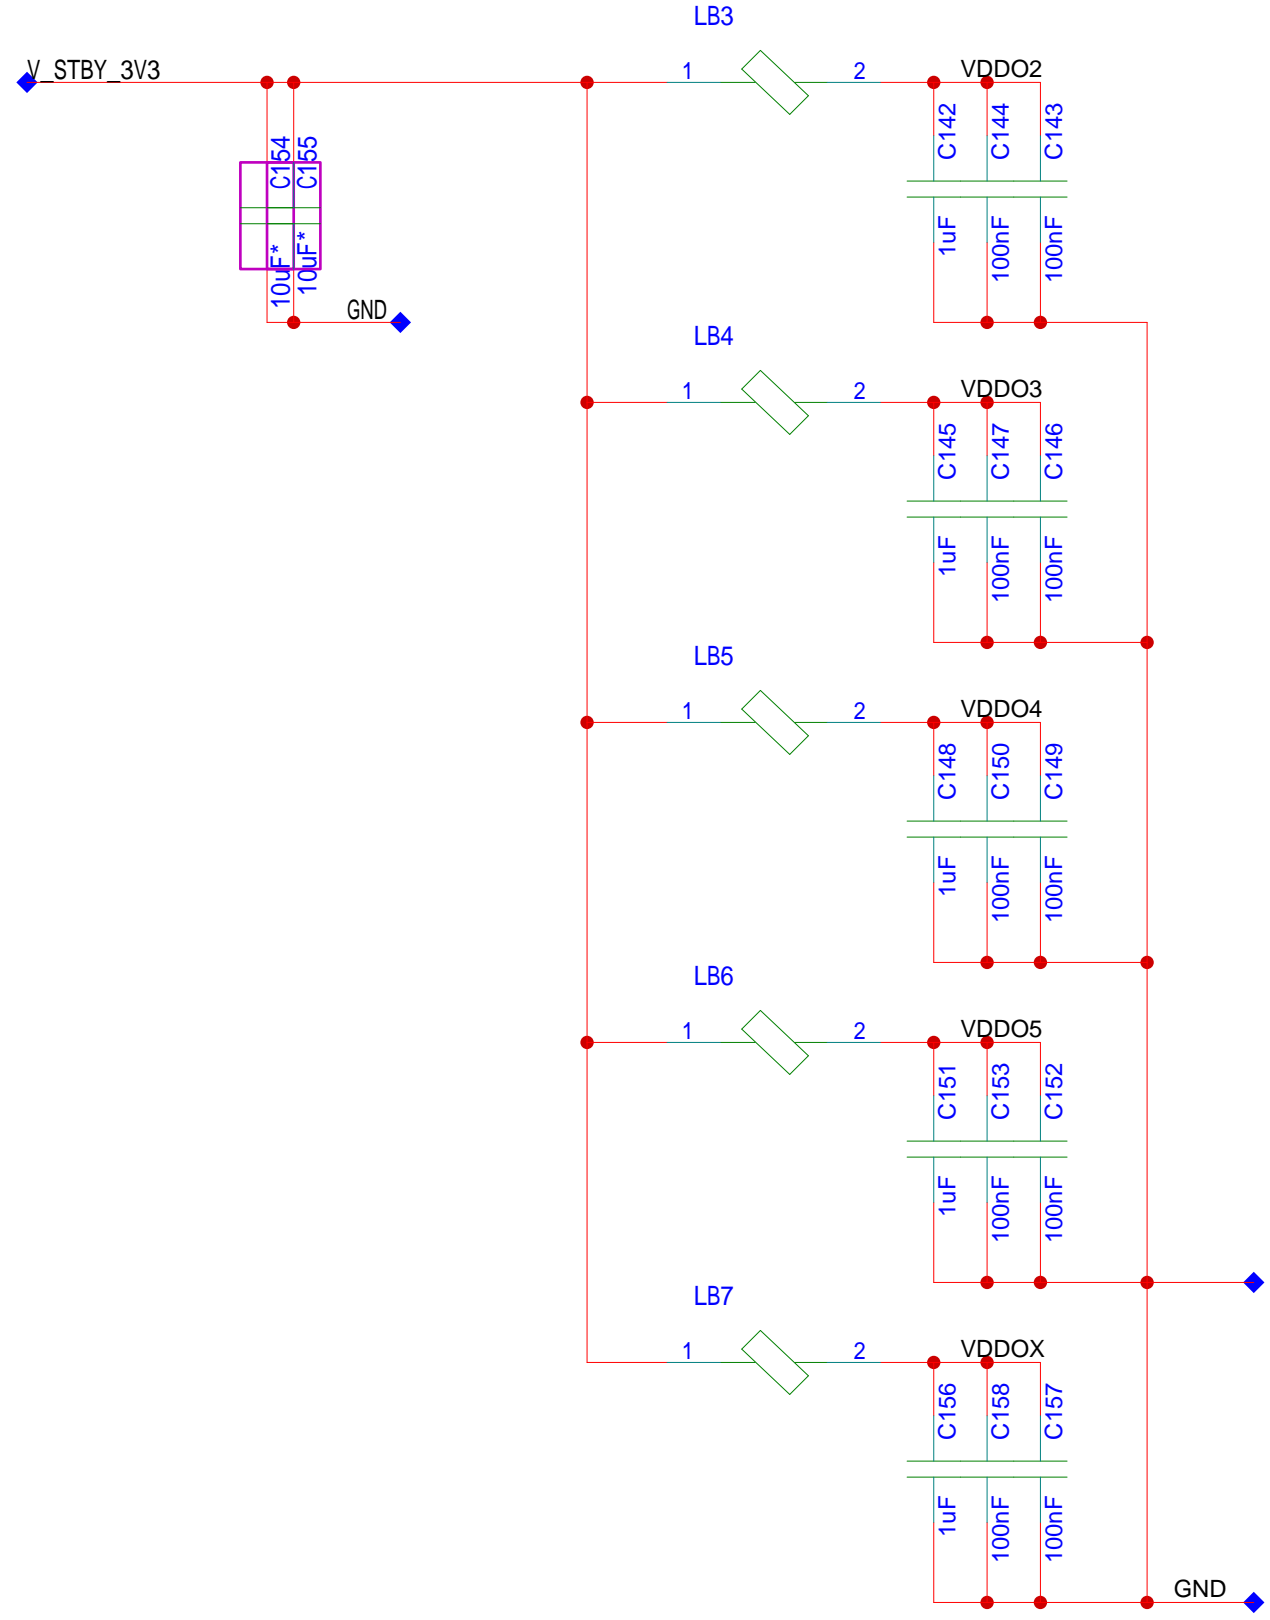 LB3
V_STBY_3V3
1
2
VDDO2
C154
C155
C142
C144
C143
10uF*
10uF*
1uF
100nF
100nF
GND
LB4
1
2
VDDO3
C145
C147
C146
1uF
100nF
100nF
LB5
1
2
VDDO4
C148
C150
C149
1uF
100nF
100nF
LB6
1
2
VDDO5
C151
C153
C152
1uF
100nF
100nF
LB7
1
2
VDDOX
C156
C158
C157
1uF
100nF
100nF
GND